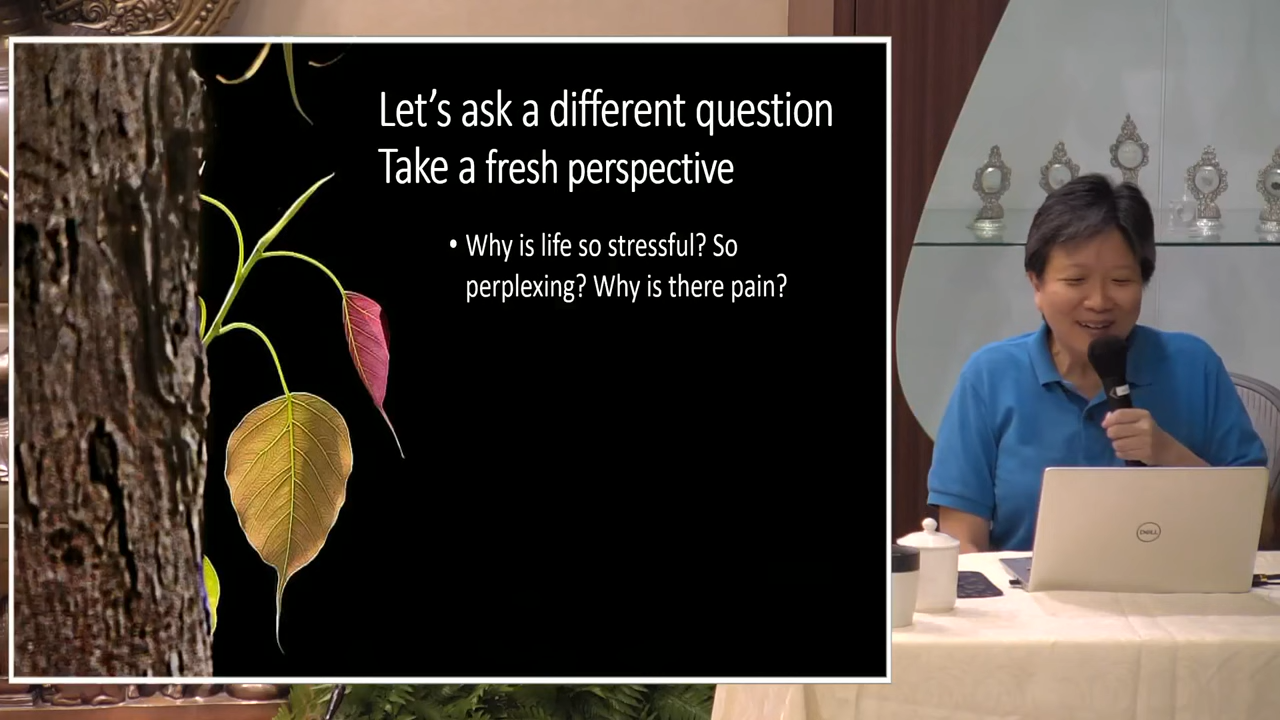 Let's ask a different question
Take a fresh perspective
• Why is life so stressful? So
perplexing? Why is there pain?
DELL